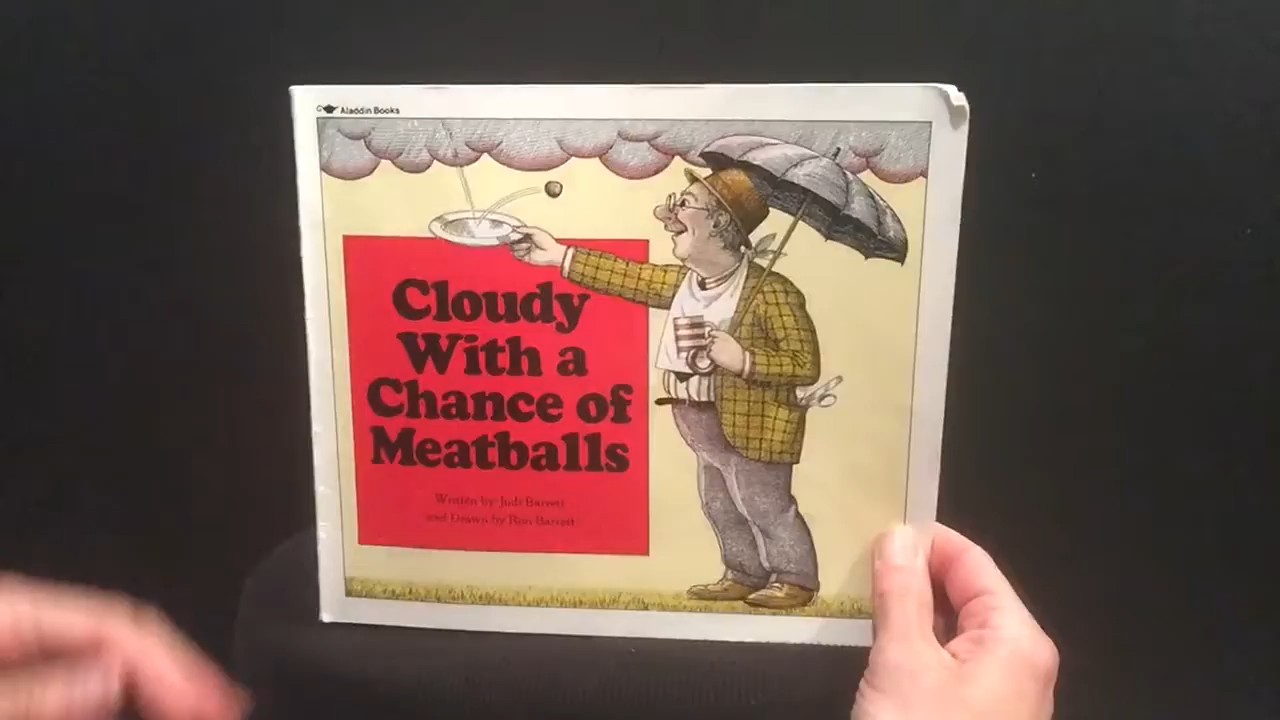 Aladdin Books
Cloudy
With a
Chance of
Meatballs
Written by Judi Barrett
and Drawn by Ron Barrett